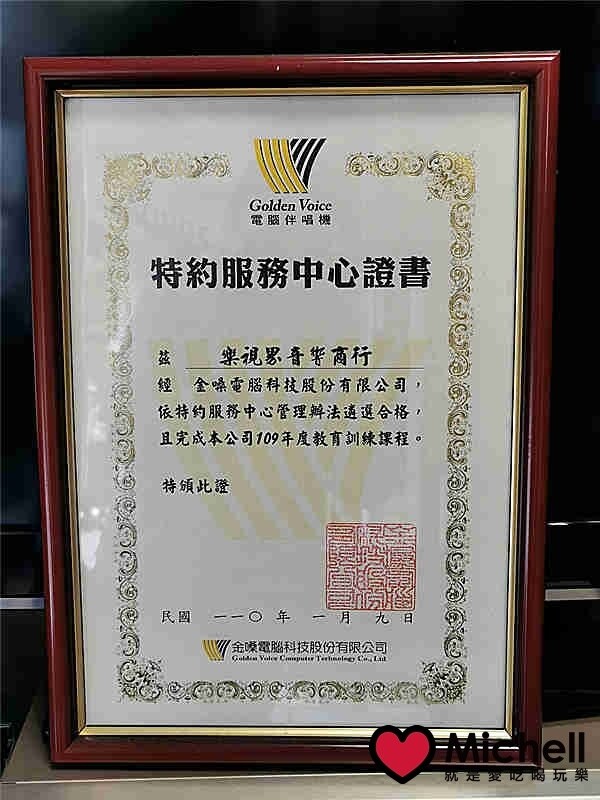 Golden Voice
電腦伴唱機
特約服務中心證書
茲 樂視界音響商行
經 金嗓電腦科技股份有限公司，
依特約服務中心管理辦法遴選合格，
且完成本公司109年度教育訓練課程。
特頒此證
民國 一一〇 年 一 月 九 日
金嗓電腦科技股份有限公司
Golden Voice Computer Technology Co., Ltd
Michell
就是愛吃喝玩樂